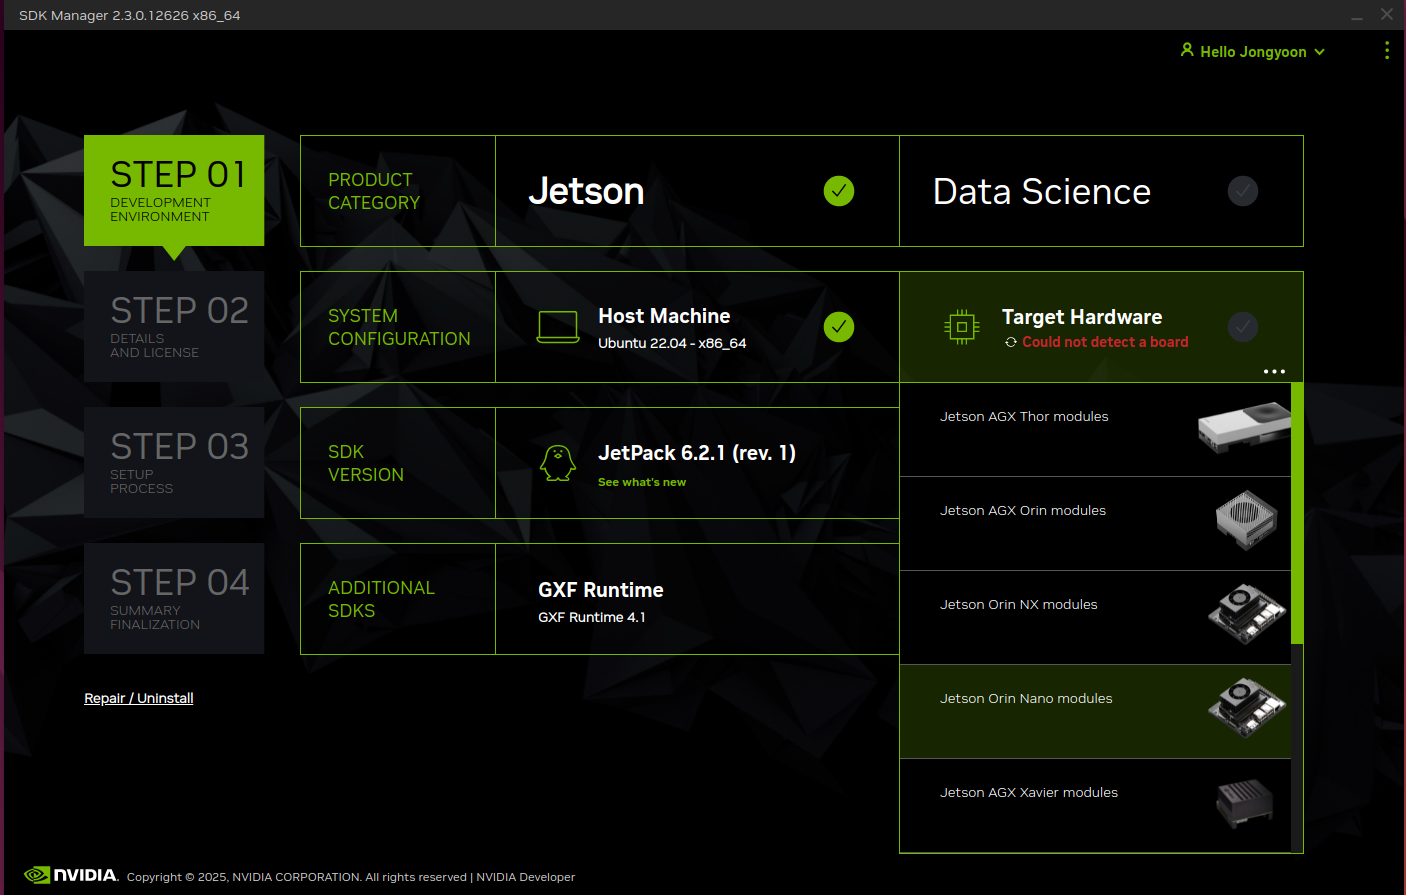 SDK Manager 2.3.0.12626 x86_64
Hello Jongyoon
STEP 01
DEVELOPMENT
ENVIRONMENT
PRODUCT
CATEGORY
Jetson
Data Science
STEP 02
DETAILS
AND LICENSE
SYSTEM
CONFIGURATION
Host Machine
Ubuntu 22.04 - x86_64
Target Hardware
Could not detect a board
...
STEP 03
SETUP
PROCESS
SDK
VERSION
JetPack 6.2.1 (rev. 1)
See what's new
STEP 04
SUMMARY
FINALIZATION
ADDITIONAL
SDKS
GXF Runtime
GXF Runtime 4.1
Jetson AGX Thor modules
Jetson AGX Orin modules
Jetson Orin NX modules
Jetson Orin Nano modules
Jetson AGX Xavier modules
Repair / Uninstall
NVIDIA. Copyright © 2025, NVIDIA CORPORATION. All rights reserved | NVIDIA Developer